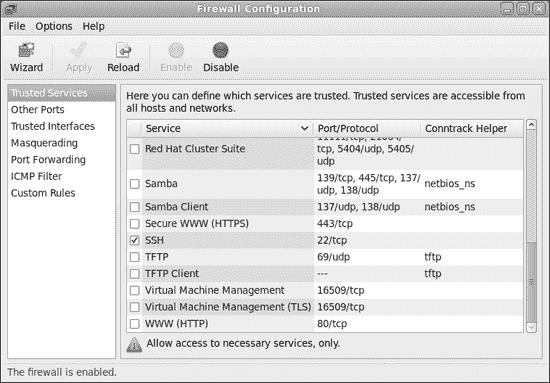 Firewall Configuration
File Options Help
Wizard Apply Reload Enable Disable
Trusted Services
Other Ports
Trusted Interfaces
Masquerading
Port Forwarding
ICMP Filter
Custom Rules
Here you can define which services are trusted. Trusted services are accessible from
all hosts and networks.
Service Port/Protocol Conntrack Helper
Red Hat Cluster Suite tcp, 5404/udp, 5405/
udp
Samba 139/tcp, 445/tcp, 137/
udp, 138/udp netbios_ns
Samba Client 137/udp, 138/udp netbios_ns
Secure WWW (HTTPS) 443/tcp
SSH 22/tcp
TFTP 69/udp tftp
TFTP Client --- tftp
Virtual Machine Management 16509/tcp
Virtual Machine Management (TLS) 16509/tcp
WWW (HTTP) 80/tcp
Allow access to necessary services, only.
The firewall is enabled.